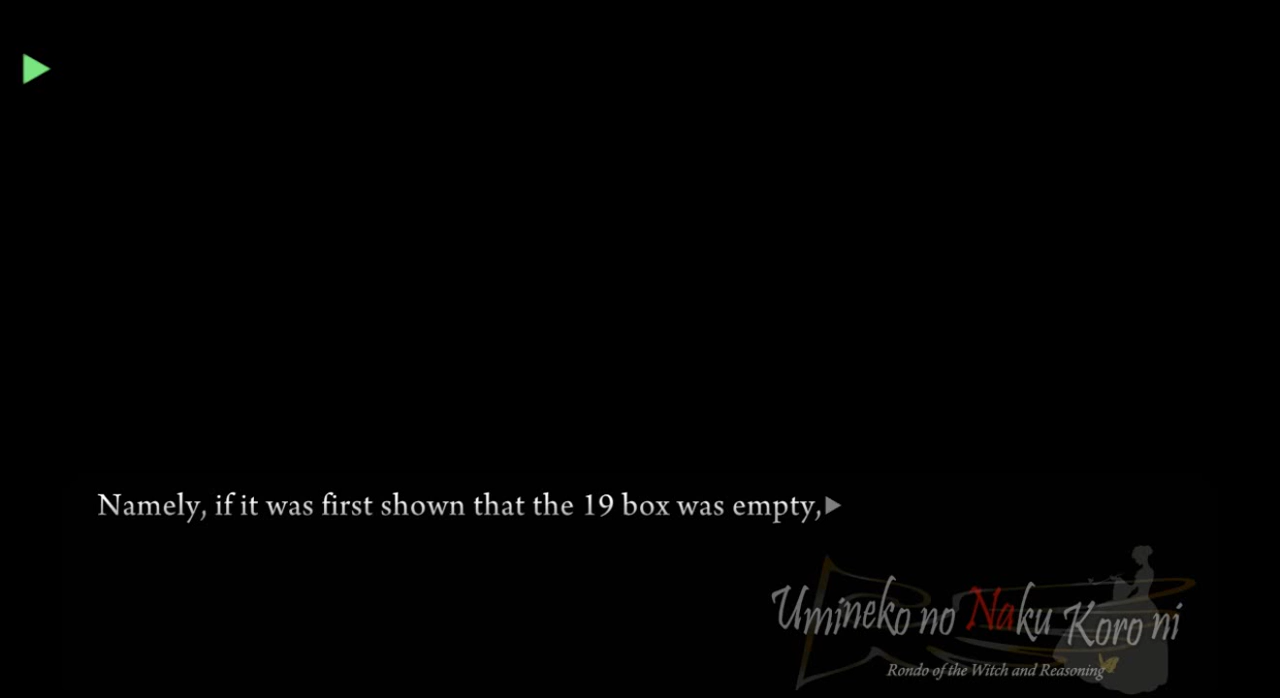 Namely, if it was first shown that the 19 box was empty,
Umineko no Naku Koro ni
Rondo of the Witch and Reasoning